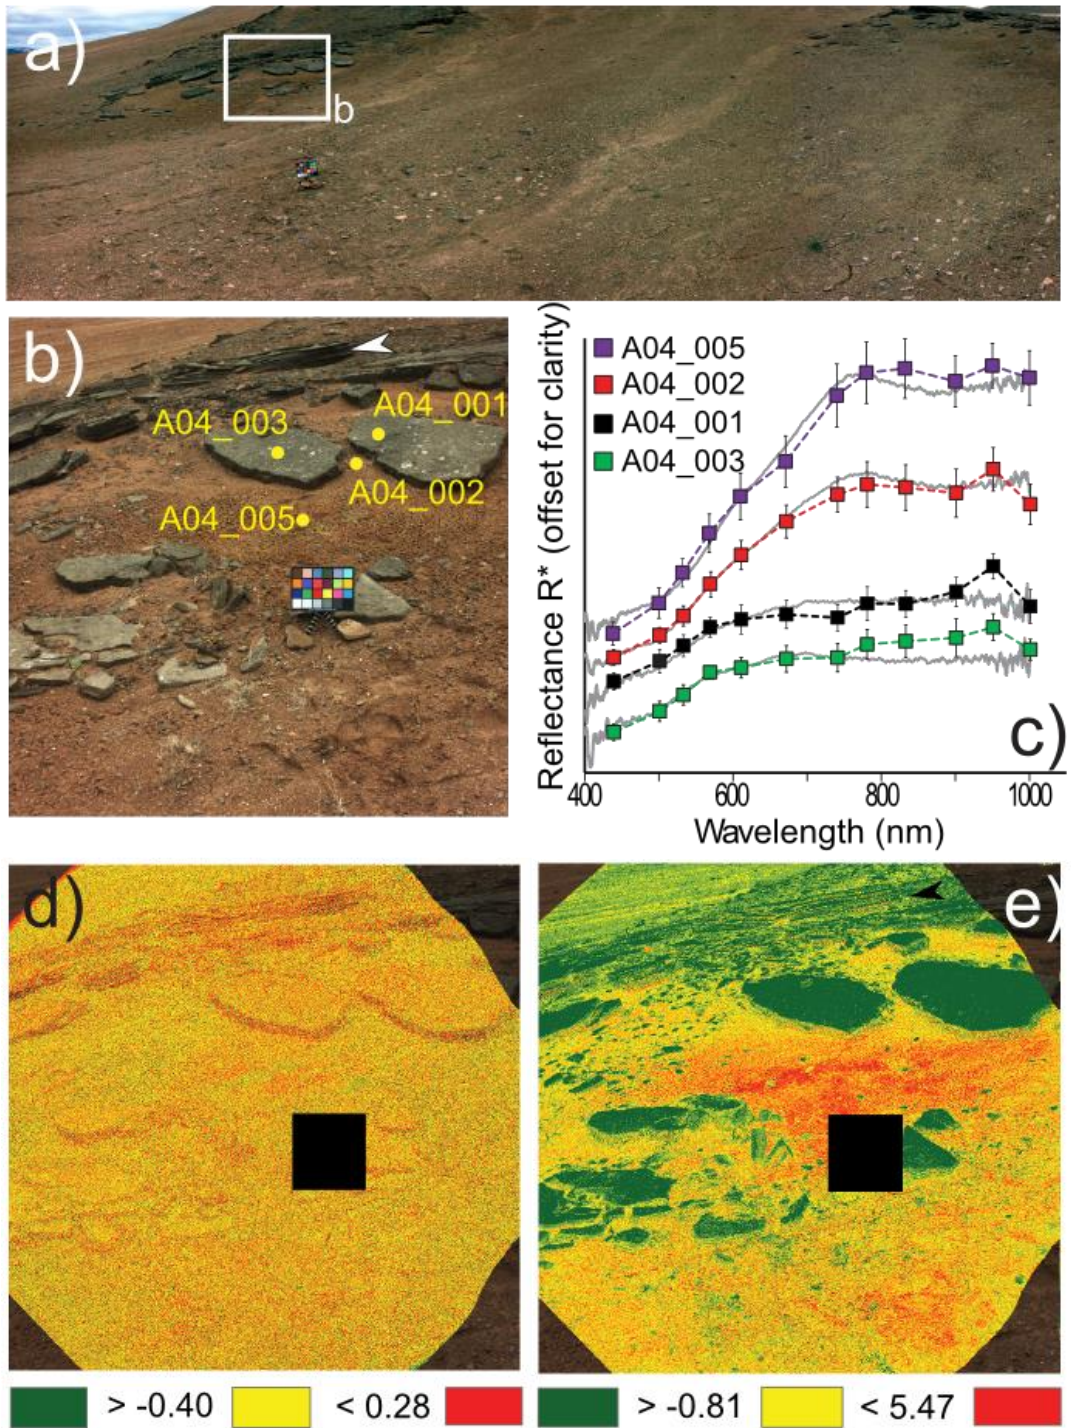 a)
b
b)
A04_001
A04_003
A04_002
A04_005
Reflectance R* (offset for clarity)
A04_005
A04_002
A04_001
A04_003
c)
400 600 800 1000
Wavelength (nm)
d)
e)
> -0.40 < 0.28 > -0.81 < 5.47